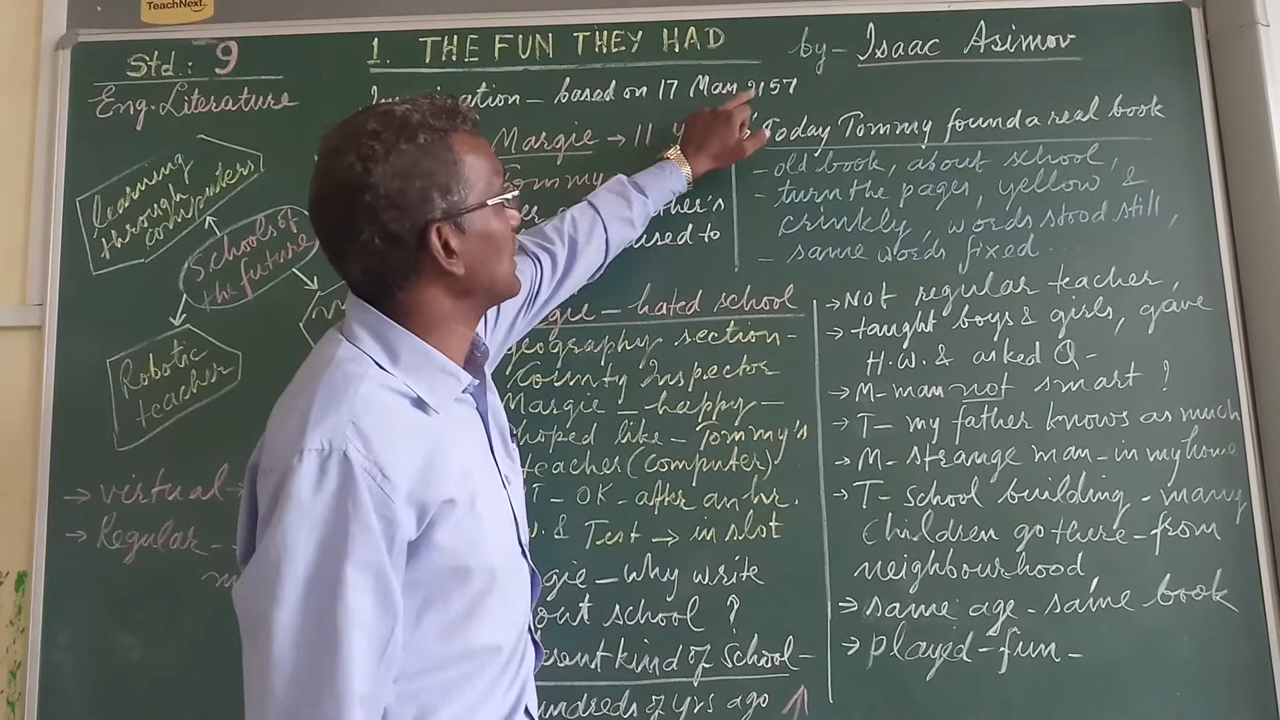 TeachNext
Std.: 9
Eng. Literature
1. THE FUN THEY HAD
by- Isaac Asimov
based on 17 May 2157
Learning
through
computers
Schools of
the future
Robotic
teacher
→ virtual →
→ Regular -
Margie → 11
Tommy
used to
Today Tommy found a real book
- old book, about school,
- turn the pages, yellow &
crinkly, words stood still,
- same words fixed...
- hated school
geography section-
County Inspector
Margie - happy -
hoped like - Tommy's
teacher (computer)
T - OK - after an hr.
& Test → in slot
- why write
school ?
kind of School-
of yrs ago ↑
→ Not regular teacher,
→ taught boys & girls, gave
H.W. & asked Q-
→ M- man not smart ?
→ T- my father knows as much
→ M- strange man - in my home
→ T- school building - many
children go there - from
neighbourhood
→ same age - same book
→ played - fun -